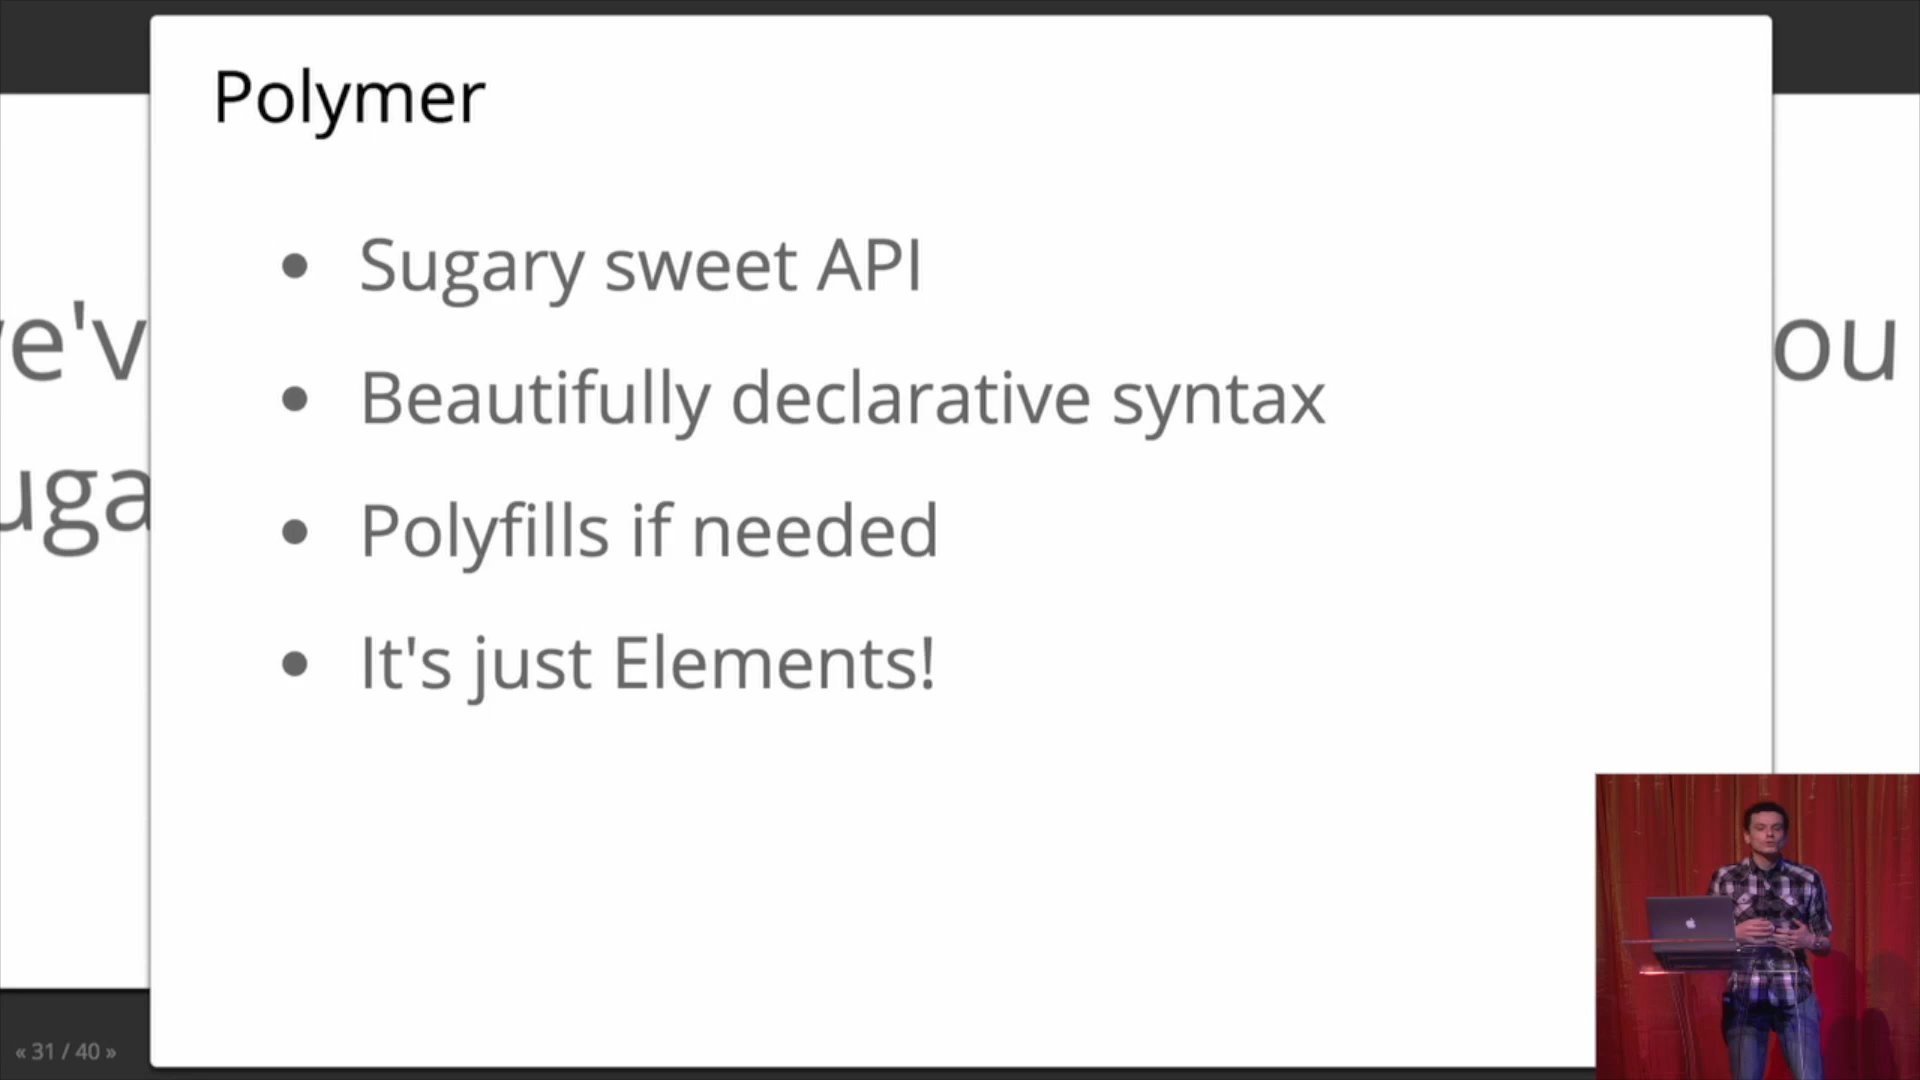 Polymer
• Sugary sweet API
• Beautifully declarative syntax
• Polyfills if needed
• It's just Elements!
e'v
ou
uga
« 31 / 40 »